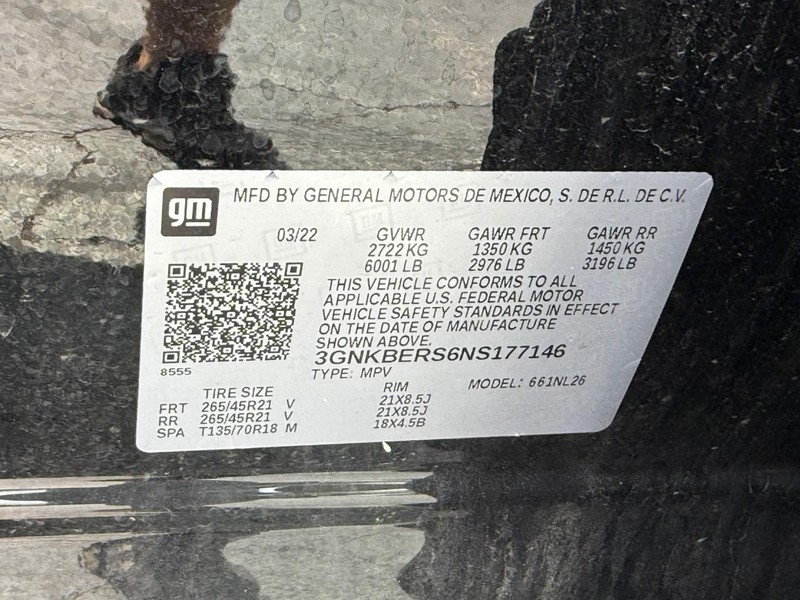 gm
MFD BY GENERAL MOTORS DE MEXICO, S. DE R.L. DE C.V.
03/22 GVWR GAWR FRT GAWR RR
2722 KG 1350 KG 1450 KG
6001 LB 2976 LB 3196 LB
THIS VEHICLE CONFORMS TO ALL
APPLICABLE U.S. FEDERAL MOTOR
VEHICLE SAFETY STANDARDS IN EFFECT
ON THE DATE OF MANUFACTURE
SHOWN ABOVE.
3GNKBERS6NS177146
8555
TYPE: MPV MODEL: 661NL26
TIRE SIZE RIM
FRT 265/45R21 V 21X8.5J
RR 265/45R21 V 21X8.5J
SPA T135/70R18 M 18X4.5B